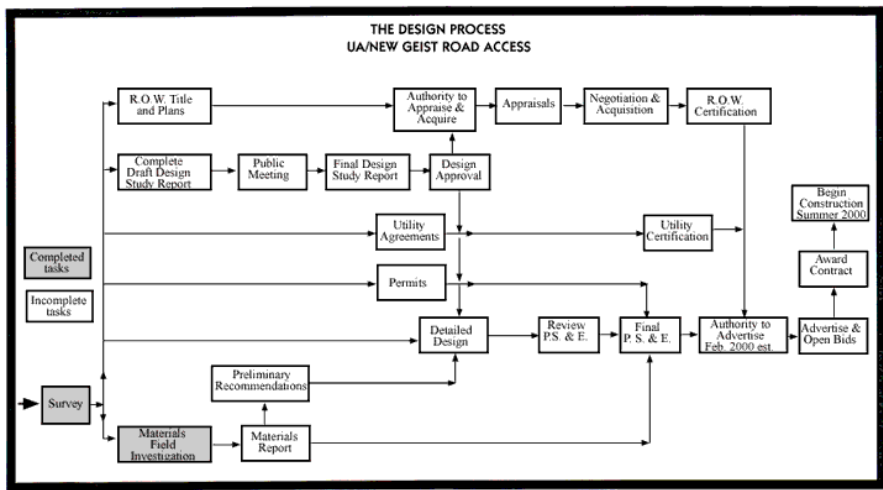 THE DESIGN PROCESS
UA/NEW GEIST ROAD ACCESS
R.O.W. Title
and Plans
Authority to
Appraise &
Acquire
Appraisals
Negotiation &
Acquisition
R.O.W.
Certification
Complete
Draft Design
Study Report
Public
Meeting
Final Design
Study Report
Design
Approval
Begin
Construction
Summer 2000
Utility
Agreements
Utility
Certification
Completed
tasks
Award
Contract
Incomplete
tasks
Permits
Detailed
Design
Review
P.S. & E.
Final
P. S. & E.
Authority to
Advertise
Feb. 2000 est.
Advertise &
Open Bids
Preliminary
Recommendations
Survey
Materials
Field
Investigation
Materials
Report